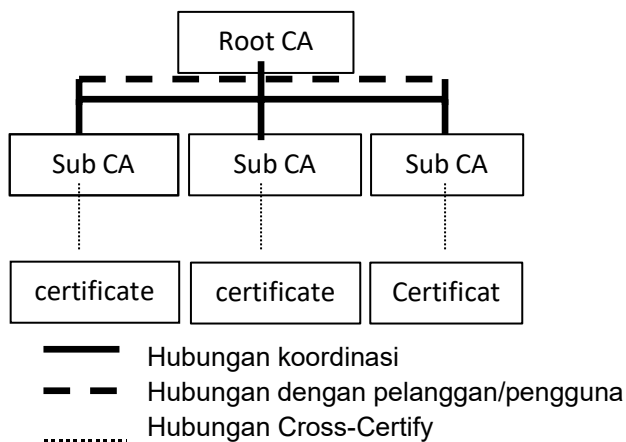 Root CA
Sub CA Sub CA Sub CA
certificate certificate Certificat
Hubungan koordinasi
Hubungan dengan pelanggan/pengguna
Hubungan Cross-Certify